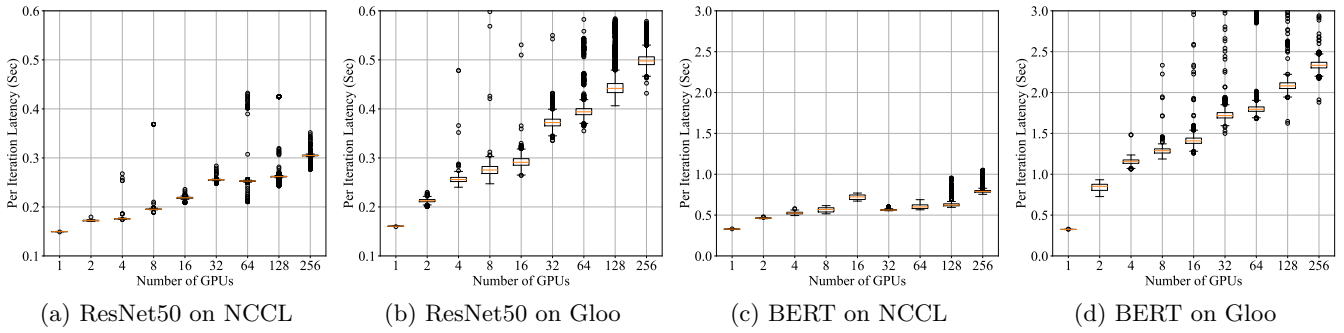 Per Iteration Latency (Sec)
0.6
0.5
0.4
0.3
0.2
0.1
1 2 4 8 16 32 64 128 256
Number of GPUs
(a) ResNet50 on NCCL
Per Iteration Latency (Sec)
0.6
0.5
0.4
0.3
0.2
0.1
1 2 4 8 16 32 64 128 256
Number of GPUs
(b) ResNet50 on Gloo
Per Iteration Latency (Sec)
3.0
2.5
2.0
1.5
1.0
0.5
0.0
1 2 4 8 16 32 64 128 256
Number of GPUs
(c) BERT on NCCL
Per Iteration Latency (Sec)
3.0
2.5
2.0
1.5
1.0
0.5
0.0
1 2 4 8 16 32 64 128 256
Number of GPUs
(d) BERT on Gloo